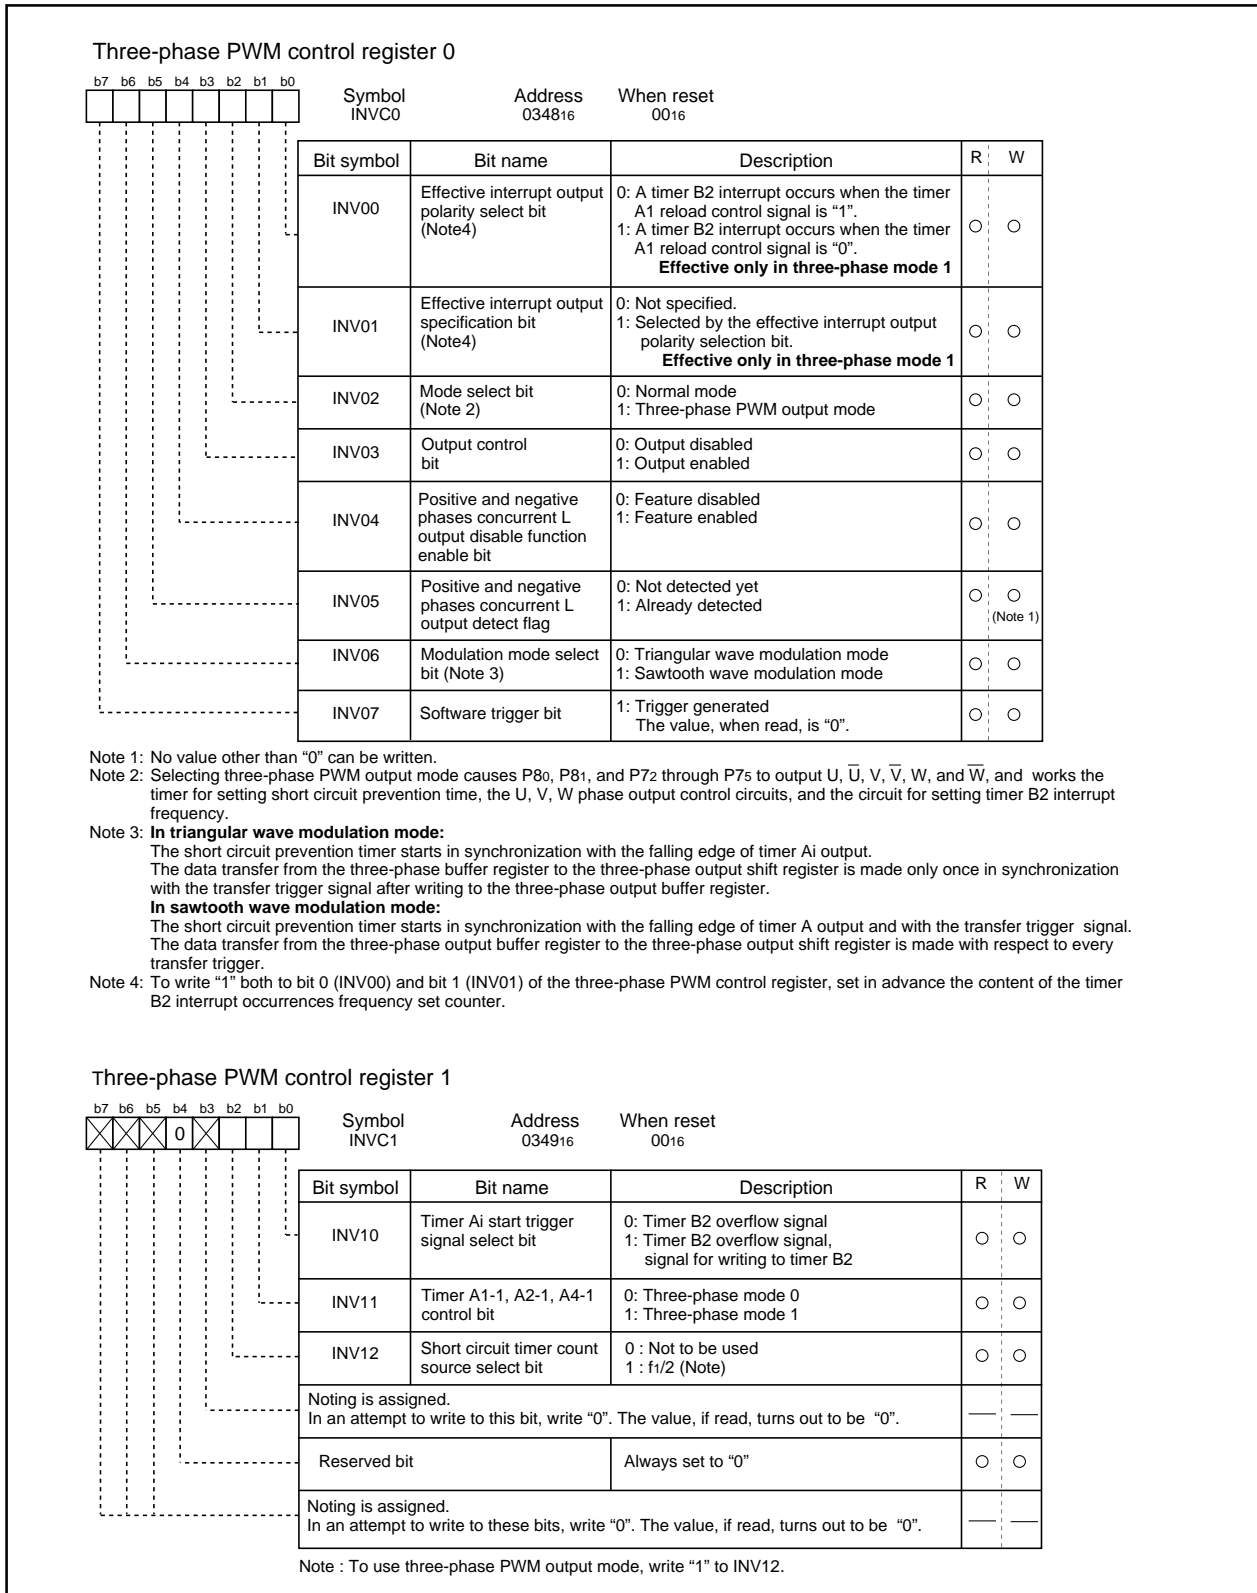 Three-phase PWM control register 0
b7 b6 b5 b4 b3 b2 b1 b0
Symbol Address When reset
INVC0 034816 0016
Bit symbol Bit name Description R W
INV00 Effective interrupt output polarity select bit (Note4) 0: A timer B2 interrupt occurs when the timer
A1 reload control signal is “1”.
1: A timer B2 interrupt occurs when the timer
A1 reload control signal is “0”.
Effective only in three-phase mode 1
INV01 Effective interrupt output specification bit (Note4) 0: Not specified.
1: Selected by the effective interrupt output
polarity selection bit.
Effective only in three-phase mode 1
INV02 Mode select bit (Note 2) 0: Normal mode
1: Three-phase PWM output mode
INV03 Output control bit 0: Output disabled
1: Output enabled
INV04 Positive and negative phases concurrent L output disable function enable bit 0: Feature disabled
1: Feature enabled
INV05 Positive and negative phases concurrent L output detect flag 0: Not detected yet
1: Already detected
(Note 1)
INV06 Modulation mode select bit (Note 3) 0: Triangular wave modulation mode
1: Sawtooth wave modulation mode
INV07 Software trigger bit 1: Trigger generated
The value, when read, is “0”.
Note 1: No value other than “0” can be written.
Note 2: Selecting three-phase PWM output mode causes P80, P81, and P72 through P75 to output U, U̅, V, V̅, W, and W̅, and works the
timer for setting short circuit prevention time, the U, V, W phase output control circuits, and the circuit for setting timer B2 interrupt
frequency.
Note 3: In triangular wave modulation mode:
The short circuit prevention timer starts in synchronization with the falling edge of timer Ai output.
The data transfer from the three-phase buffer register to the three-phase output shift register is made only once in synchronization
with the transfer trigger signal after writing to the three-phase output buffer register.
In sawtooth wave modulation mode:
The short circuit prevention timer starts in synchronization with the falling edge of timer A output and with the transfer trigger signal.
The data transfer from the three-phase output buffer register to the three-phase output shift register is made with respect to every
transfer trigger.
Note 4: To write “1” both to bit 0 (INV00) and bit 1 (INV01) of the three-phase PWM control register, set in advance the content of the timer
B2 interrupt occurrences frequency set counter.
Three-phase PWM control register 1
b7 b6 b5 b4 b3 b2 b1 b0
0
Symbol Address When reset
INVC1 034916 0016
Bit symbol Bit name Description R W
INV10 Timer Ai start trigger signal select bit 0: Timer B2 overflow signal
1: Timer B2 overflow signal,
signal for writing to timer B2
INV11 Timer A1-1, A2-1, A4-1 control bit 0: Three-phase mode 0
1: Three-phase mode 1
INV12 Short circuit timer count source select bit 0 : Not to be used
1 : f1/2 (Note)
Noting is assigned.
In an attempt to write to this bit, write “0”. The value, if read, turns out to be “0”.
Reserved bit Always set to “0”
Noting is assigned.
In an attempt to write to these bits, write “0”. The value, if read, turns out to be “0”.
Note : To use three-phase PWM output mode, write “1” to INV12.